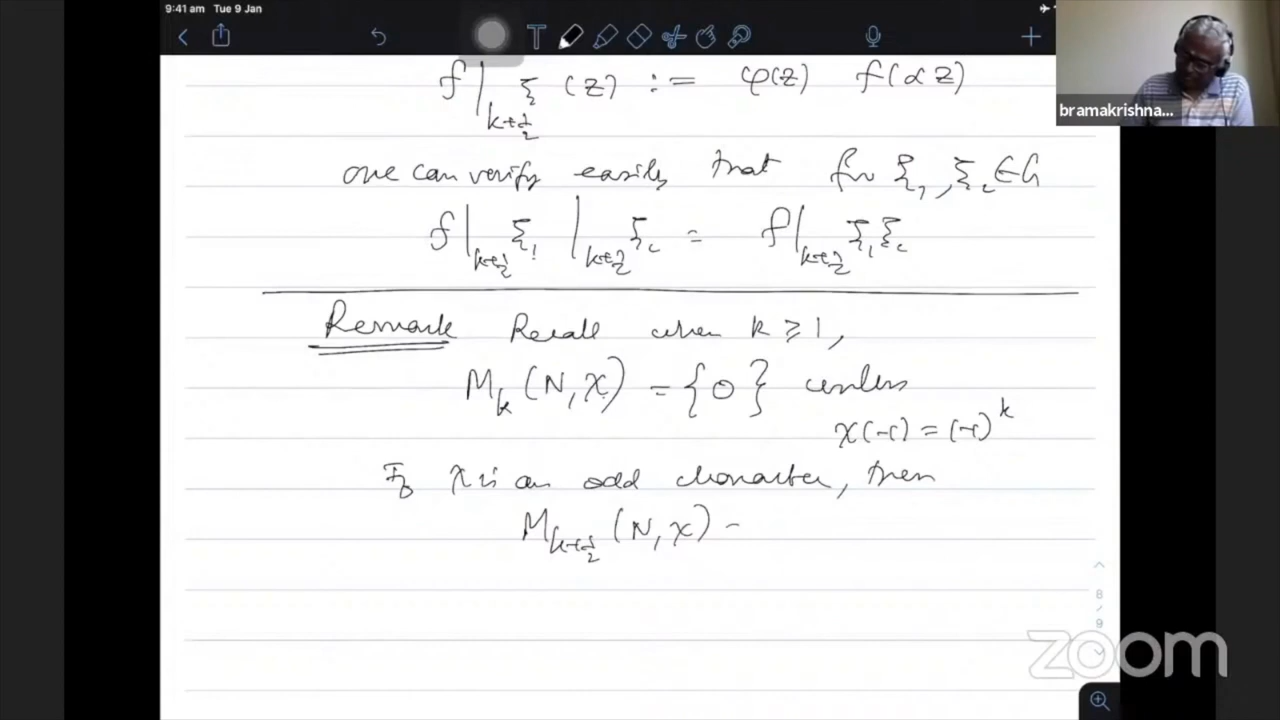 9:41 am Tue 9 Jan
T
bramakrishna...
f|_{k+1/2} ξ (z) := φ(z) f(αz)
one can verify easily that for ξ_1, ξ_2 ∈ G
f|_{k+1/2} ξ_1 |_{k+1/2} ξ_2 = f|_{k+1/2} ξ_1 ξ_2
Remark Recall when k ≥ 1,
M_k (N, χ) = {0} unless
χ(-1) = (-1)^k
If χ is an odd character, then
M_{k+1/2} (N, χ) =
8
/
9
zoom